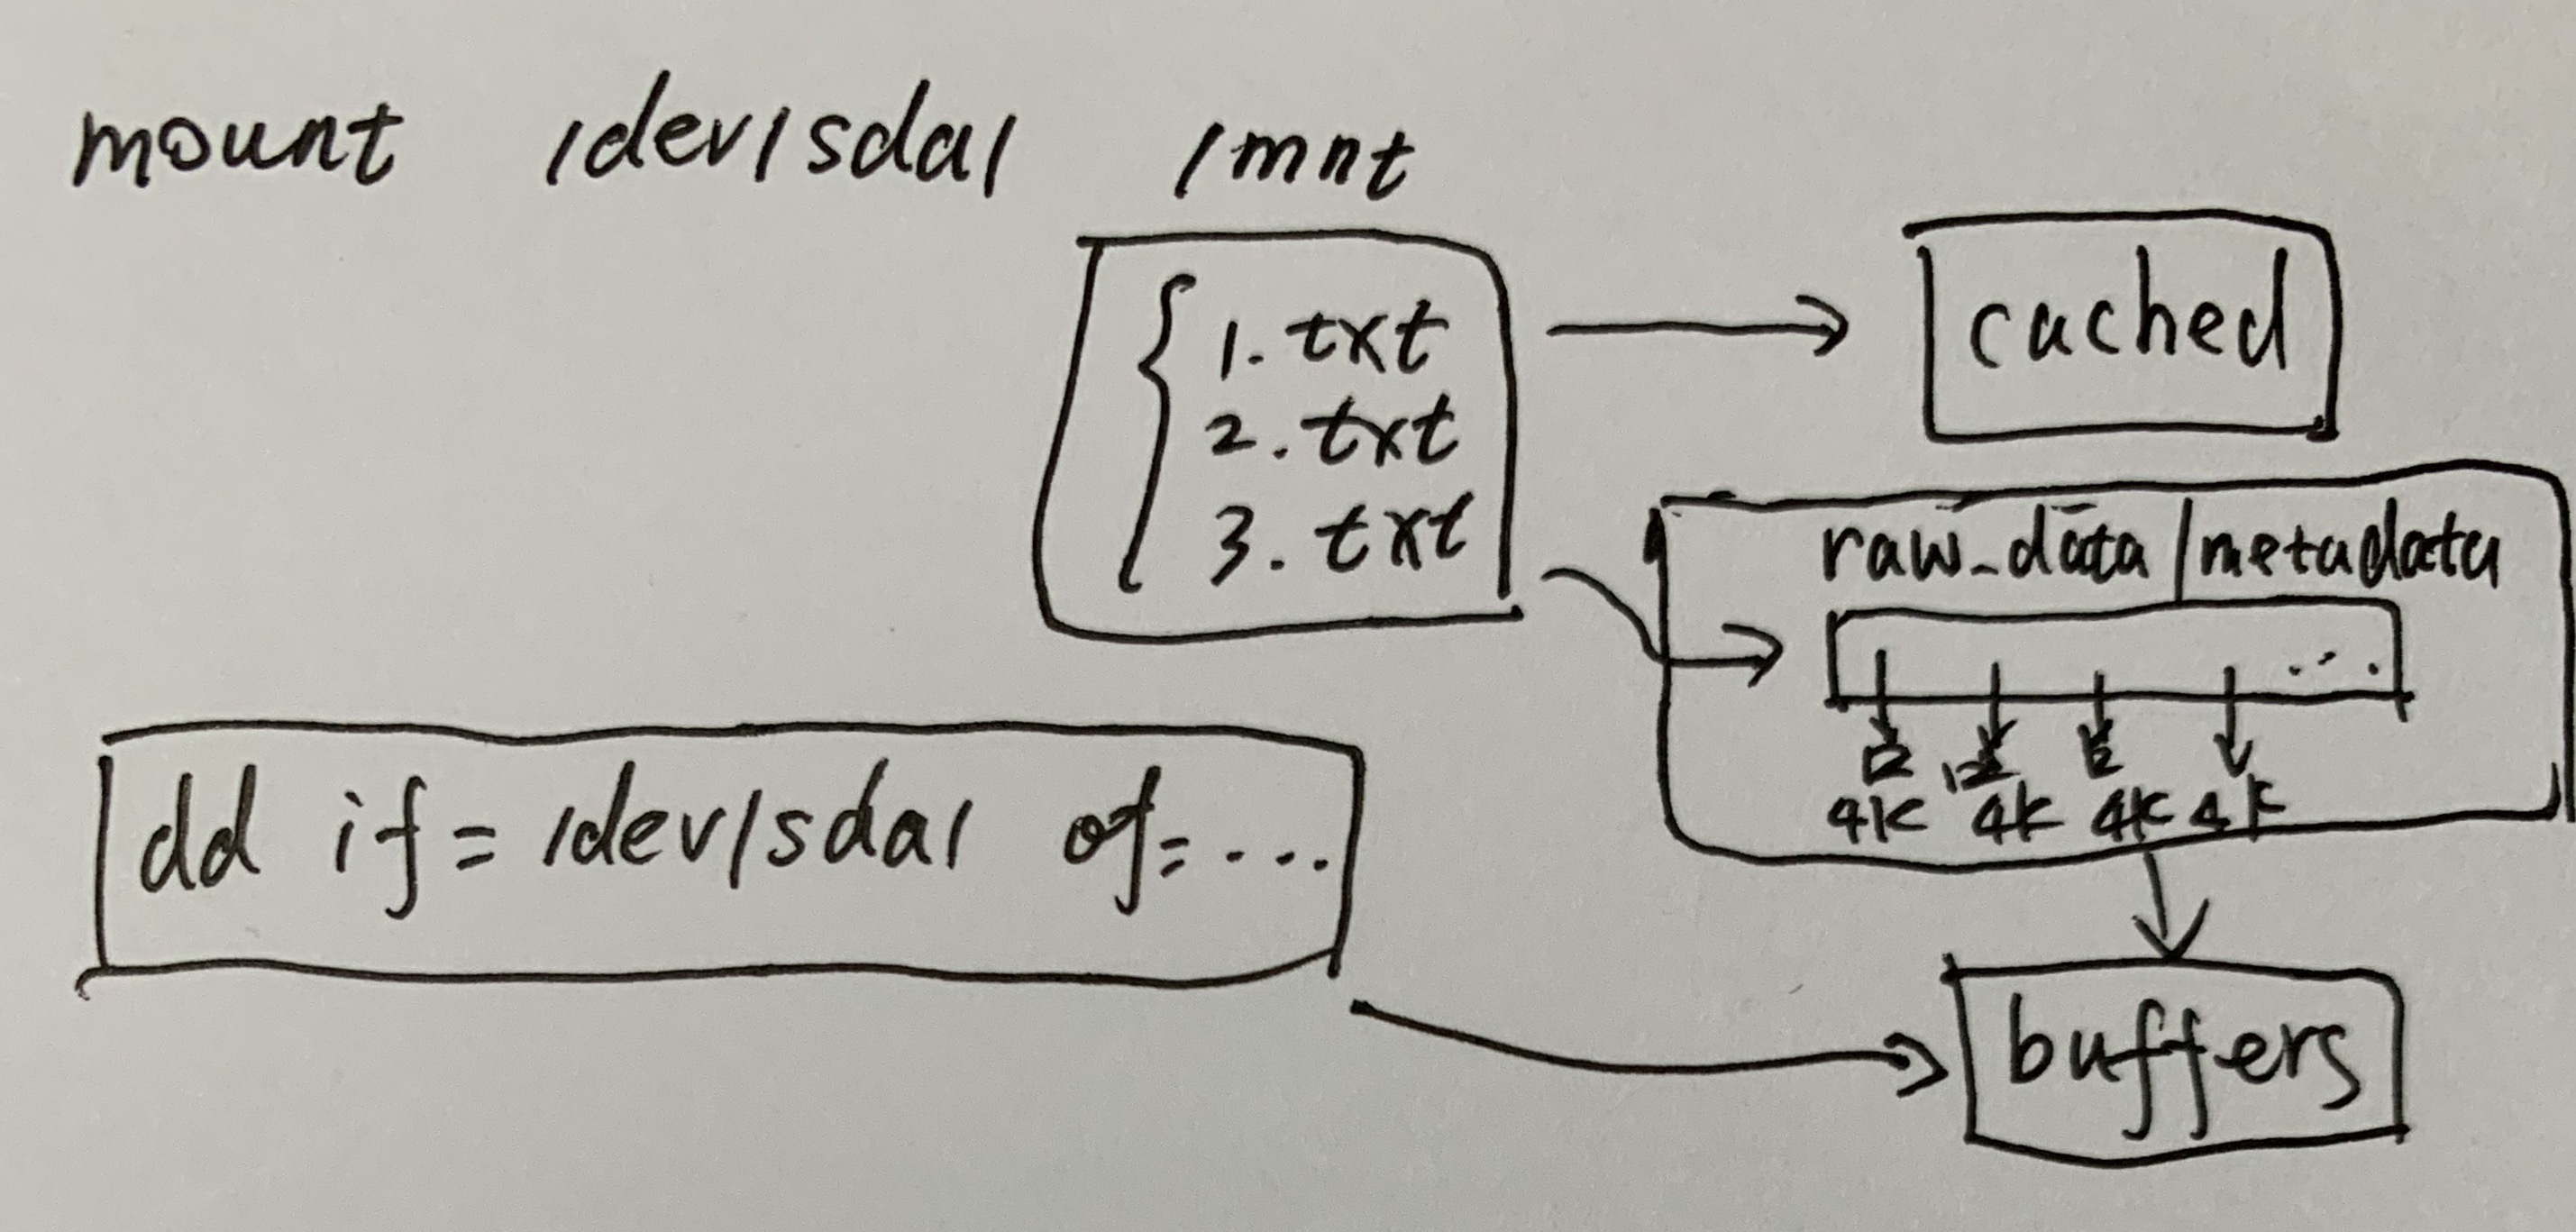 mount /dev/sda1 /mnt
1.txt
2.txt
3.txt
cached
raw_data/metadata
...
4K 4K 4K 4K
dd if=/dev/sda1 of=...
buffers